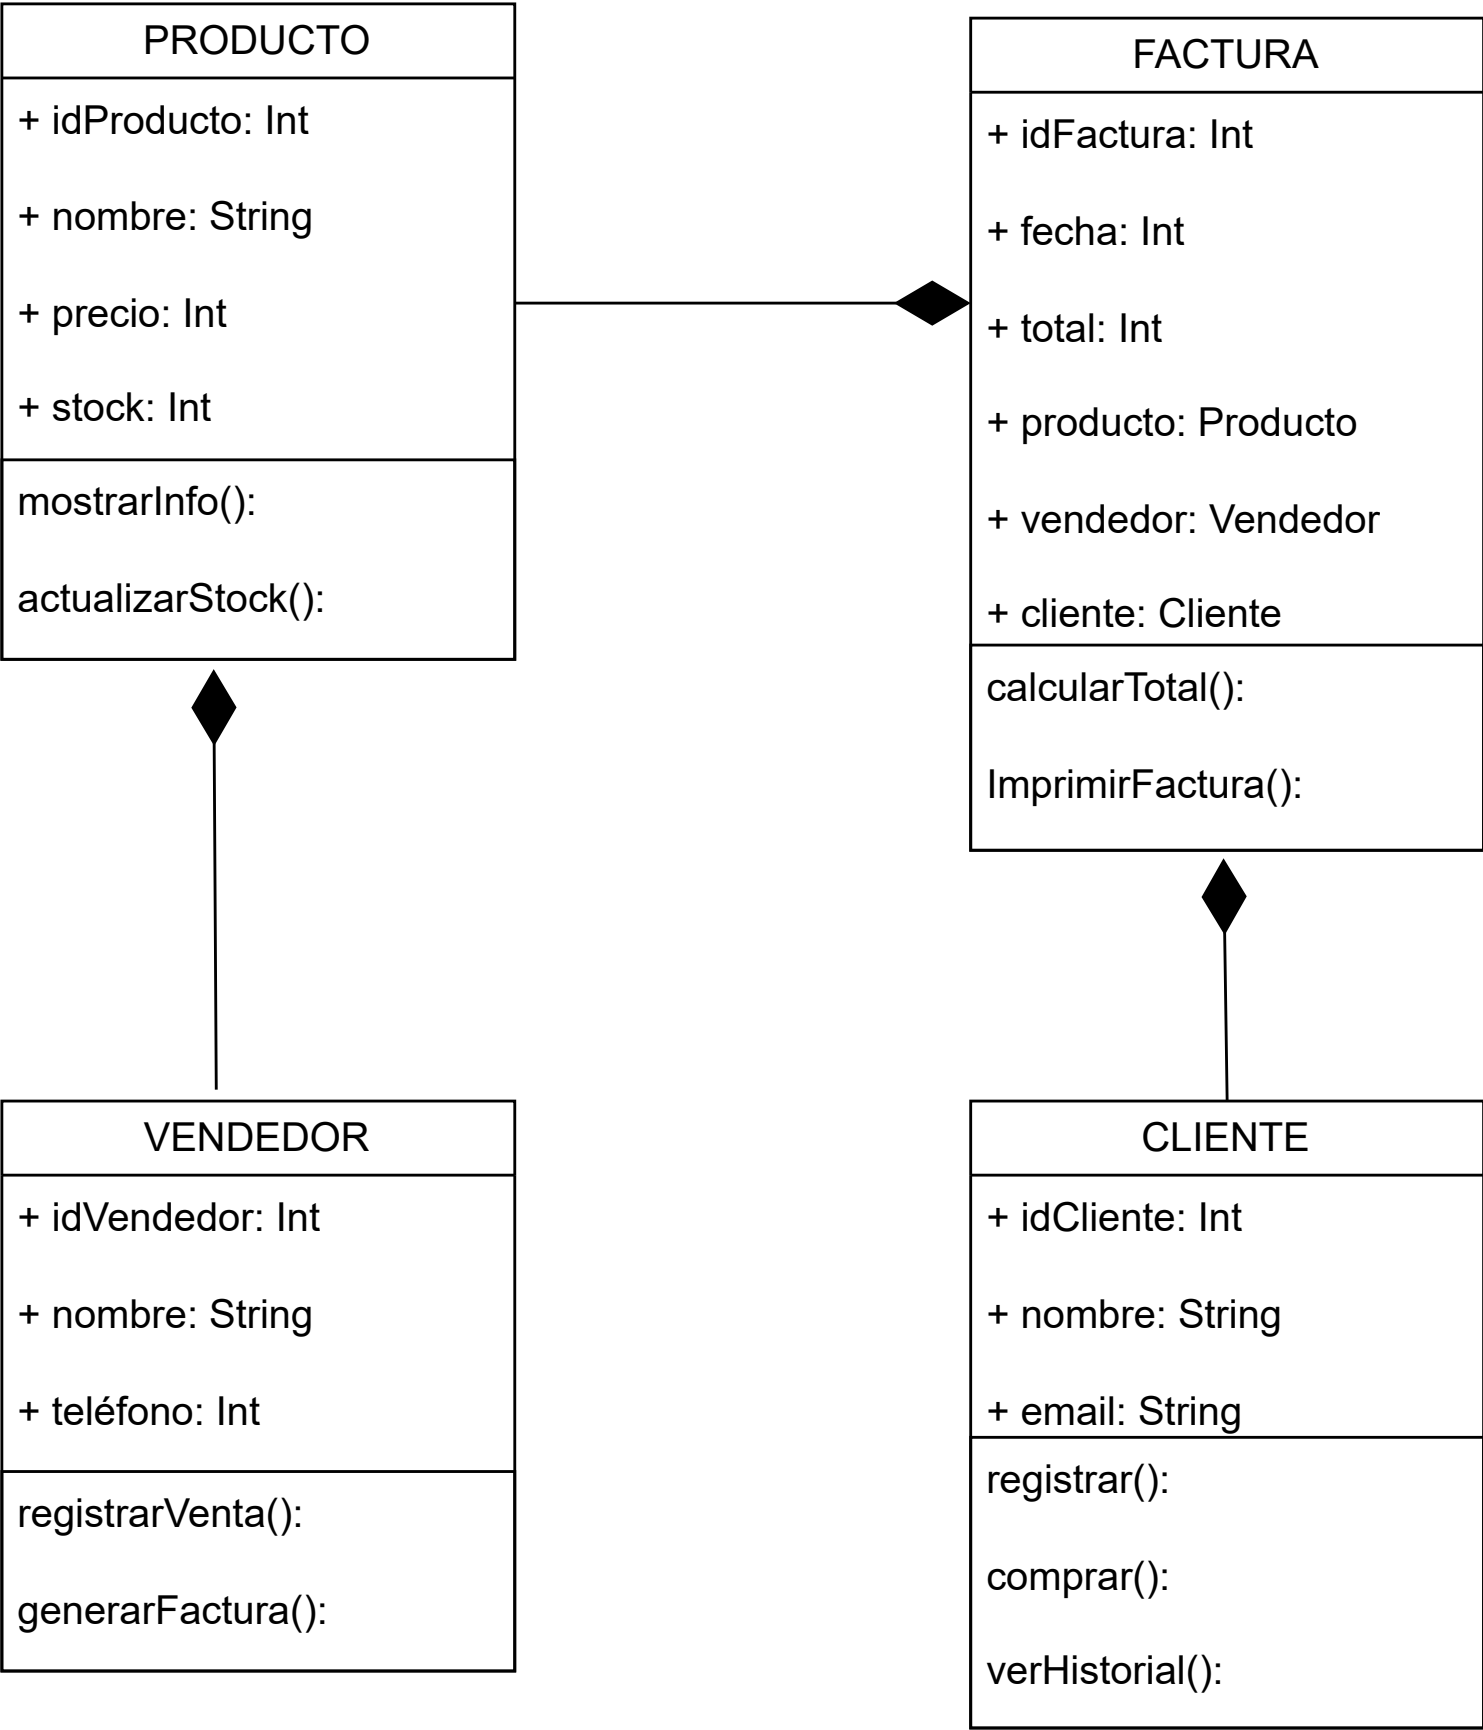 PRODUCTO
+ idProducto: Int
+ nombre: String
+ precio: Int
+ stock: Int
mostrarInfo():
actualizarStock():
FACTURA
+ idFactura: Int
+ fecha: Int
+ total: Int
+ producto: Producto
+ vendedor: Vendedor
+ cliente: Cliente
calcularTotal():
ImprimirFactura():
VENDEDOR
+ idVendedor: Int
+ nombre: String
+ teléfono: Int
registrarVenta():
generarFactura():
CLIENTE
+ idCliente: Int
+ nombre: String
+ email: String
registrar():
comprar():
verHistorial():